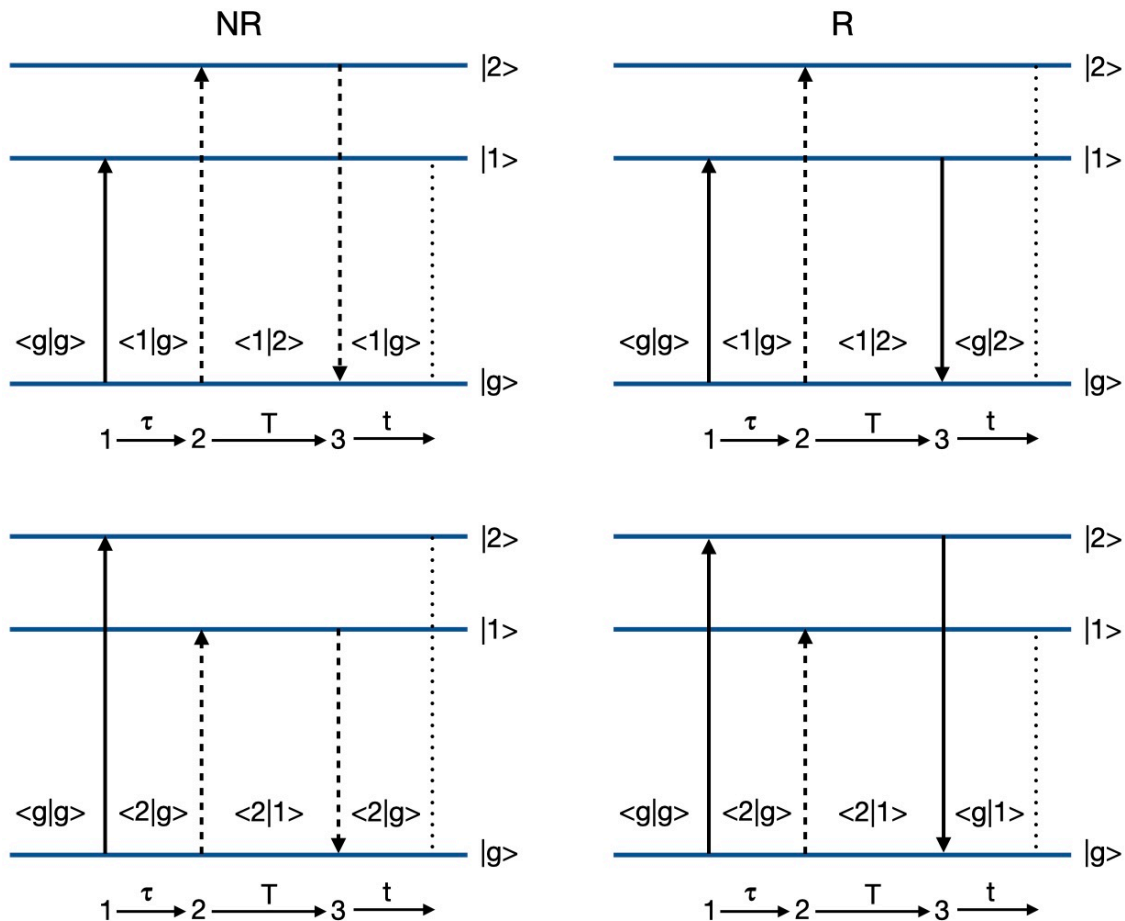 NR
R
|2>
|2>
|1>
|1>
<g|g> <1|g> <1|2> <1|g>
<g|g> <1|g> <1|2> <g|2>
|g>
|g>
1 τ 2 T 3 t
1 τ 2 T 3 t
|2>
|2>
|1>
|1>
<g|g> <2|g> <2|1> <2|g>
<g|g> <2|g> <2|1> <g|1>
|g>
|g>
1 τ 2 T 3 t
1 τ 2 T 3 t